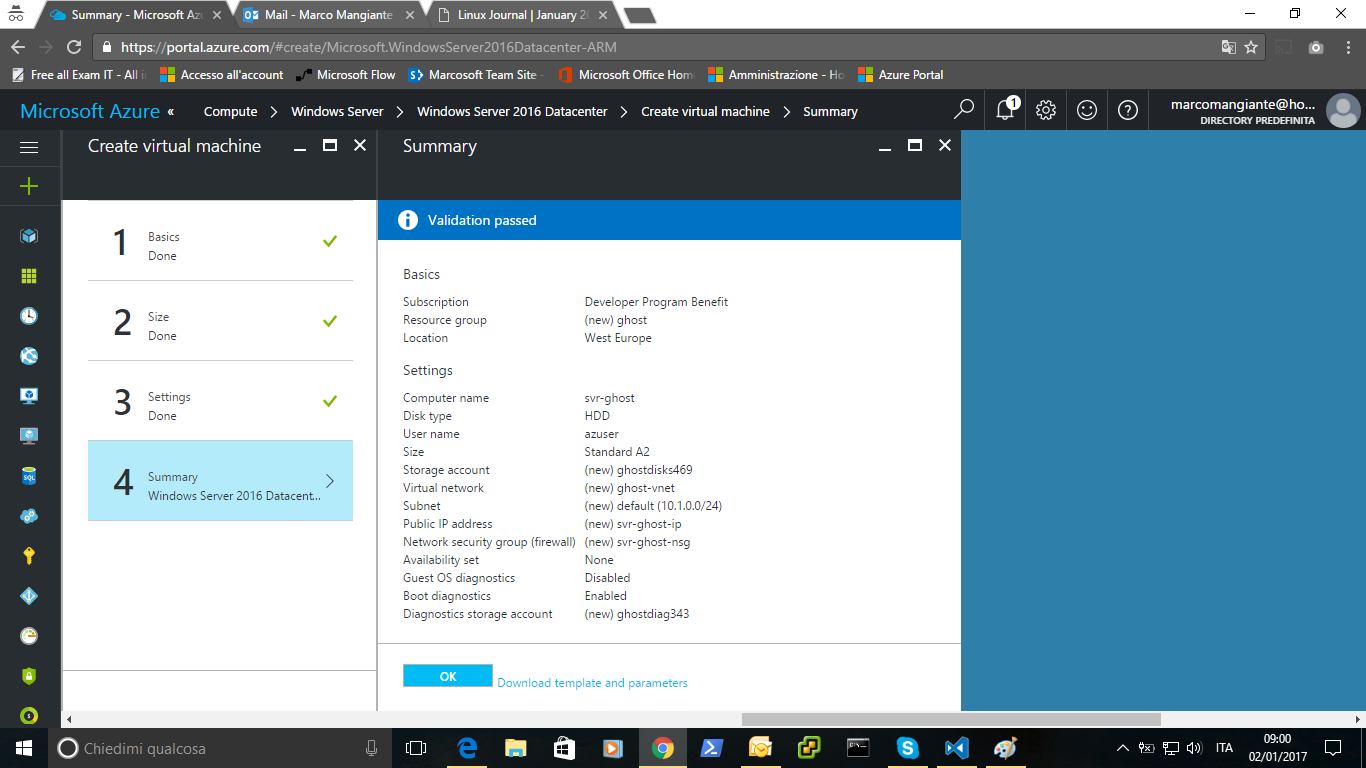 Summary - Microsoft Azu
Mail - Marco Mangiante
Linux Journal | January 20
https://portal.azure.com/#create/Microsoft.WindowsServer2016Datacenter-ARM
Free all Exam IT - All i
Accesso all'account
Microsoft Flow
Marcosoft Team Site -
Microsoft Office Hom
Amministrazione - Ho
Azure Portal
Microsoft Azure «
Compute > Windows Server > Windows Server 2016 Datacenter > Create virtual machine > Summary
1
marcomangiante@ho...
DIRECTORY PREDEFINITA
Create virtual machine
1
Basics
Done
2
Size
Done
3
Settings
Done
4
Summary
Windows Server 2016 Datacent...
Summary
Validation passed
Basics
Subscription Developer Program Benefit
Resource group (new) ghost
Location West Europe
Settings
Computer name svr-ghost
Disk type HDD
User name azuser
Size Standard A2
Storage account (new) ghostdisks469
Virtual network (new) ghost-vnet
Subnet (new) default (10.1.0.0/24)
Public IP address (new) svr-ghost-ip
Network security group (firewall) (new) svr-ghost-nsg
Availability set None
Guest OS diagnostics Disabled
Boot diagnostics Enabled
Diagnostics storage account (new) ghostdiag343
OK
Download template and parameters
SQL
Chiedimi qualcosa
ITA
09:00
02/01/2017